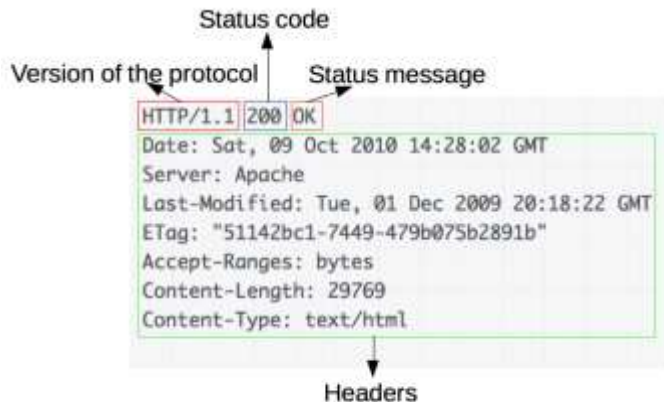 Status code
Version of the protocol
Status message
HTTP/1.1 200 OK
Date: Sat, 09 Oct 2010 14:28:02 GMT
Server: Apache
Last-Modified: Tue, 01 Dec 2009 20:18:22 GMT
ETag: "51142bc1-7449-479b075b2891b"
Accept-Ranges: bytes
Content-Length: 29769
Content-Type: text/html
Headers